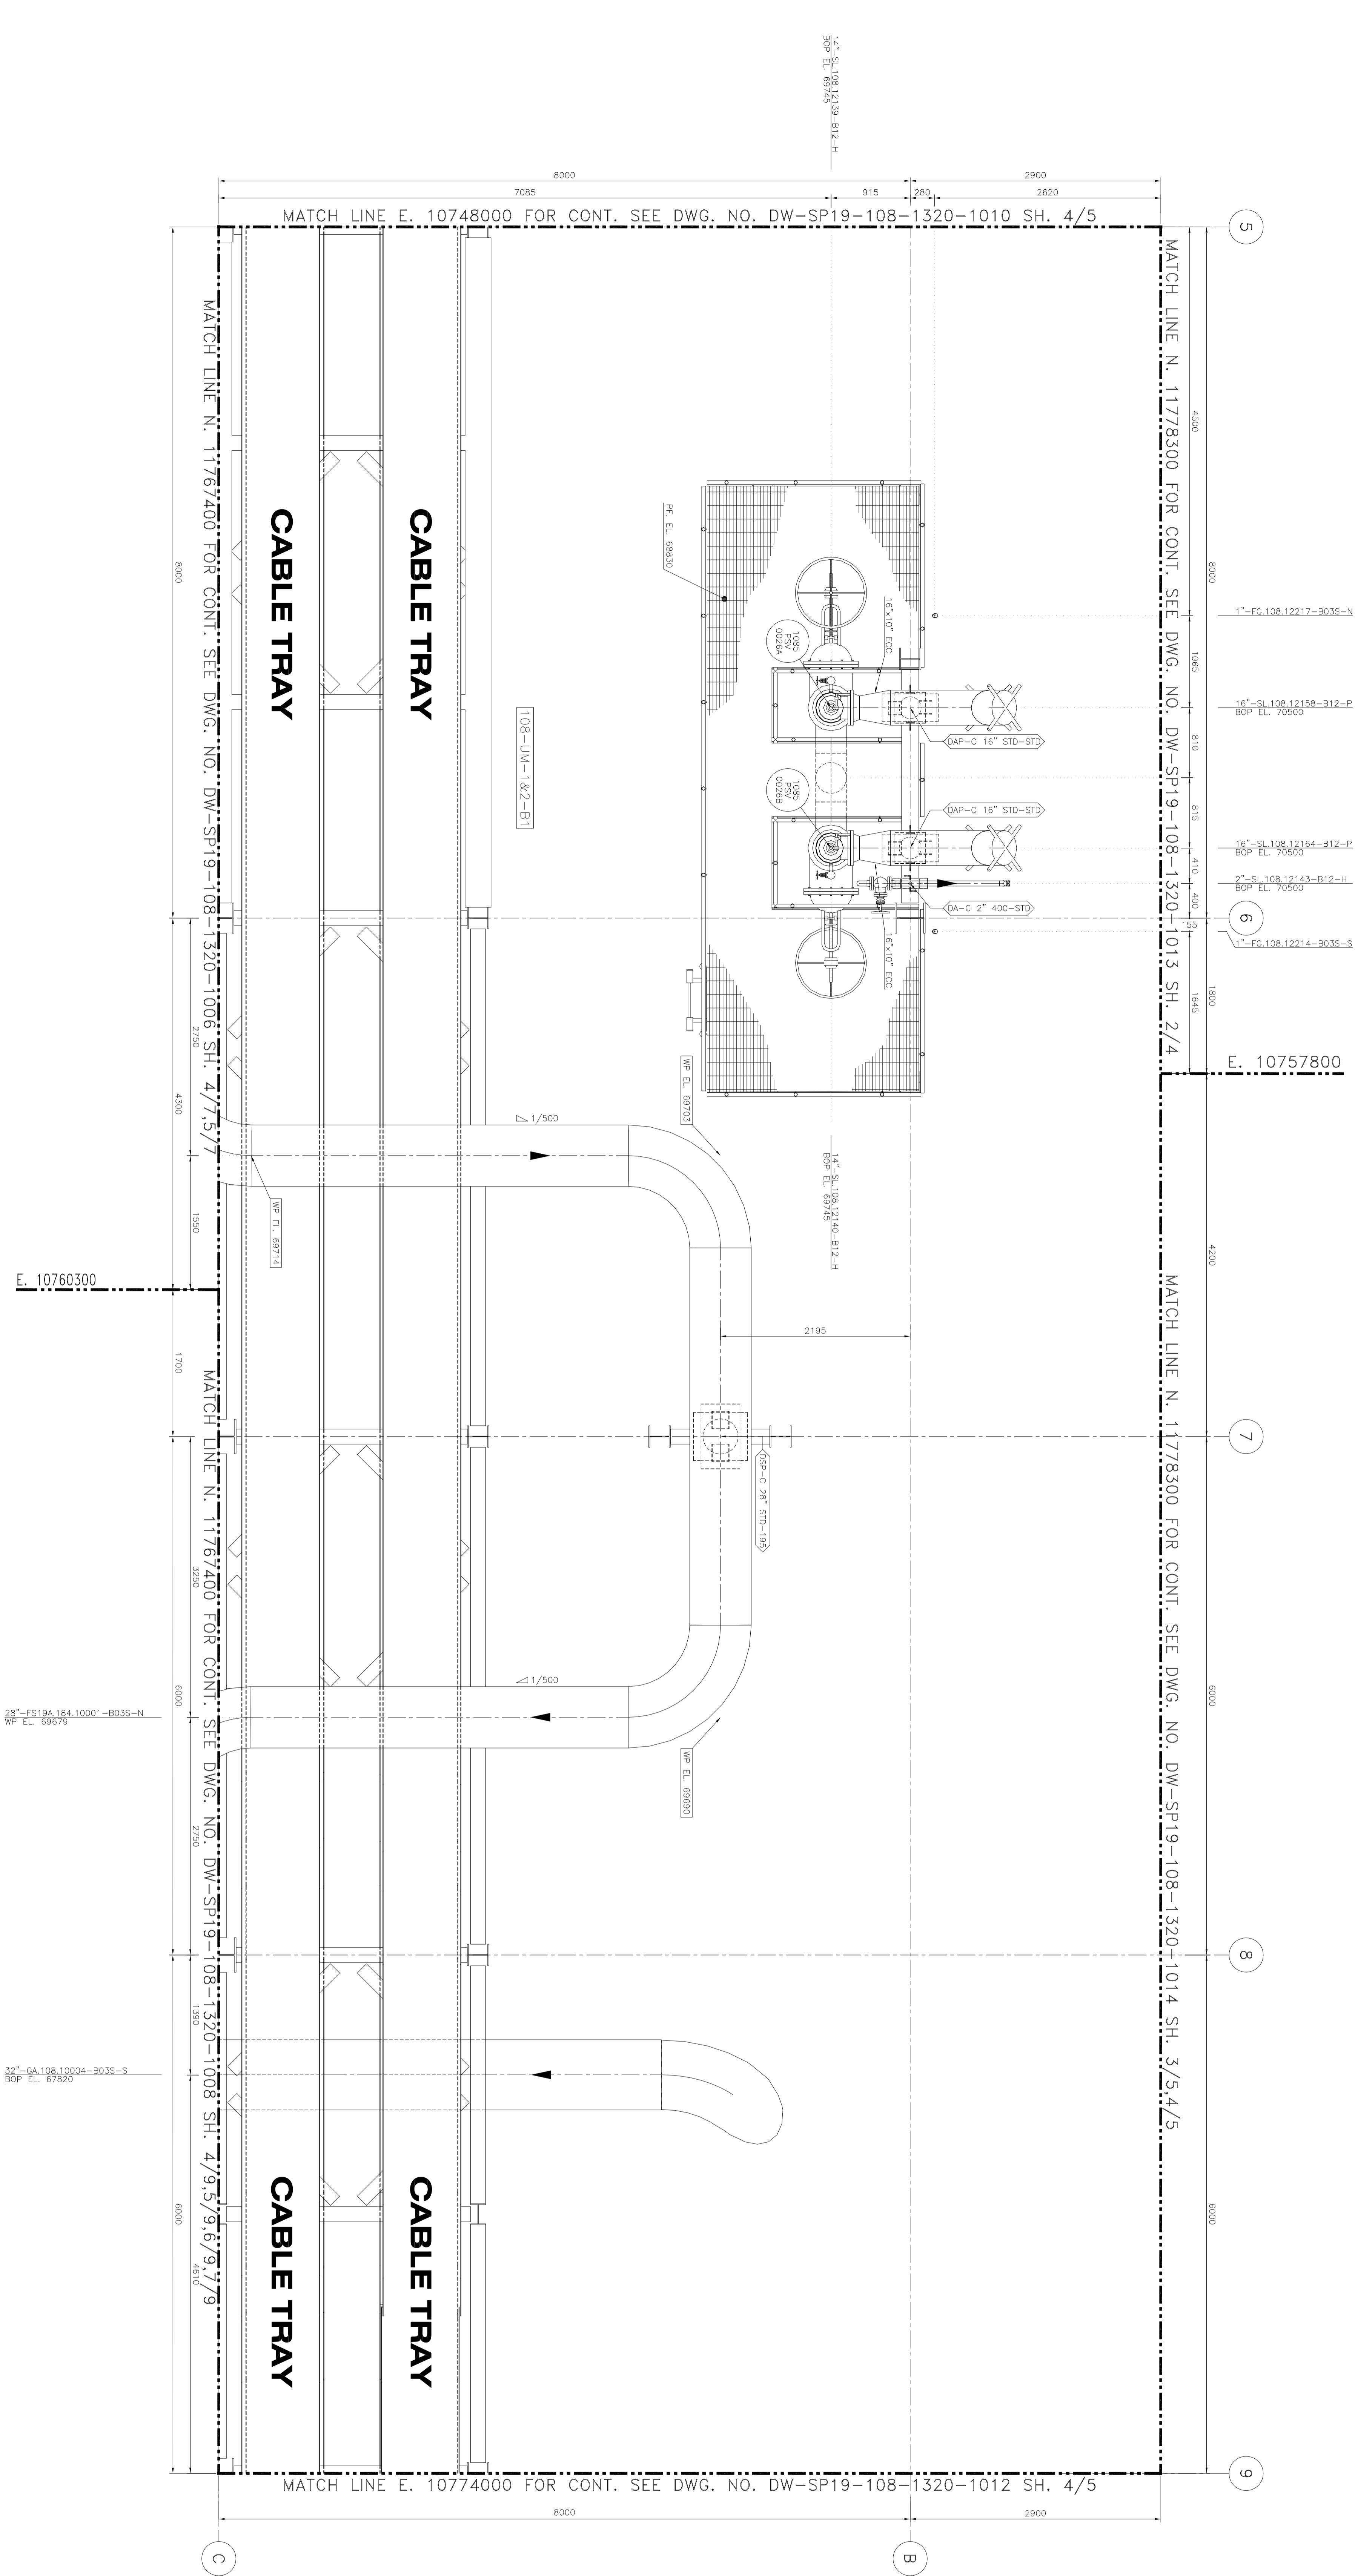 14"-SL.108.12139-B12-H
BOP EL. 69745
8000
2900
7085
915
280
2620
MATCH LINE E. 10748000 FOR CONT. SEE DWG. NO. DW-SP19-108-1320-1010 SH. 4/5
5
MATCH LINE N. 11778300 FOR CONT. SEE DWG. NO. DW-SP19-108-1320-1013 SH. 2/4
MATCH LINE N. 11767400 FOR CONT. SEE DWG. NO. DW-SP19-108-1320-1006 SH. 4/7,5/7
4500
8000
8000
CABLE TRAY
CABLE TRAY
PF. EL. 68830
16"x10" ECC
1085
PSV
0026A
1"-FG.108.12217-B03S-N
1065
16"-SL.108.12158-B12-P
BOP EL. 70500
108-UM-1&2-B1
DAP-C 16" STD-STD
810
1085
PSV
0026B
DAP-C 16" STD-STD
815
16"-SL.108.12164-B12-P
BOP EL. 70500
410
2"-SL.108.12143-B12-H
BOP EL. 70500
400
DA-C 2" 400-STD
6
155
16"x10" ECC
1"-FG.108.12214-B03S-S
1800
1645
2750
4300
E. 10757800
WP EL. 69703
1/500
14"-SL.108.12140-B12-H
BOP EL. 69745
WP EL. 69714
1550
4200
E. 10760300
MATCH LINE N. 11778300 FOR CONT. SEE DWG. NO. DW-SP19-108-1320-1014 SH. 3/5,4/5
2195
1700
MATCH LINE N. 11767400 FOR CONT. SEE DWG. NO. DW-SP19-108-1320-1008 SH. 4/9,5/9,6/9,7/9
7
DSP-C 28" STD-195
3250
6000
6000
1/500
28"-FS19A.184.10001-B03S-N
WP EL. 69679
WP EL. 69690
2750
8
1390
32"-GA.108.10004-B03S-S
BOP EL. 67820
6000
6000
4610
CABLE TRAY
CABLE TRAY
9
MATCH LINE E. 10774000 FOR CONT. SEE DWG. NO. DW-SP19-108-1320-1012 SH. 4/5
8000
2900
C
B